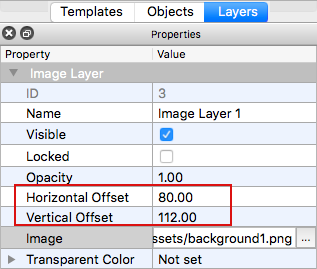 Templates Objects Layers
Properties
Property Value
Image Layer
ID 3
Name Image Layer 1
Visible
Locked
Opacity 1.00
Horizontal Offset 80.00
Vertical Offset 112.00
Image ssets/background1.png ...
Transparent Color Not set